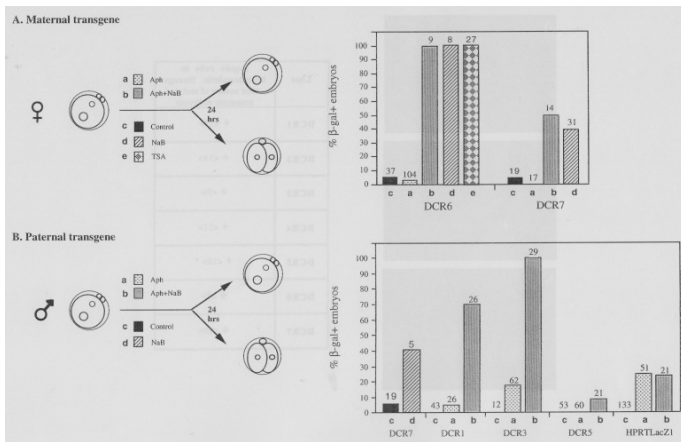 A. Maternal transgene
♀
a Aph
b Aph+NaB
24
hrs
c Control
d NaB
e TSA
% β-gal+ embryos
100
90
80
70
60
50
40
30
20
10
0
37 104 9 8 27
c a b d e
DCR6
19 17 14 31
c a b d
DCR7
B. Paternal transgene
♂
a Aph
b Aph+NaB
24
hrs
c Control
d NaB
% β-gal+ embryos
100
90
80
70
60
50
40
30
20
10
0
19 5
c d
DCR7
43 26 26
c a b
DCR1
12 62 29
c a b
DCR3
53 60 21
c a b
DCR5
133 51 21
c a b
HPRTLacZ1